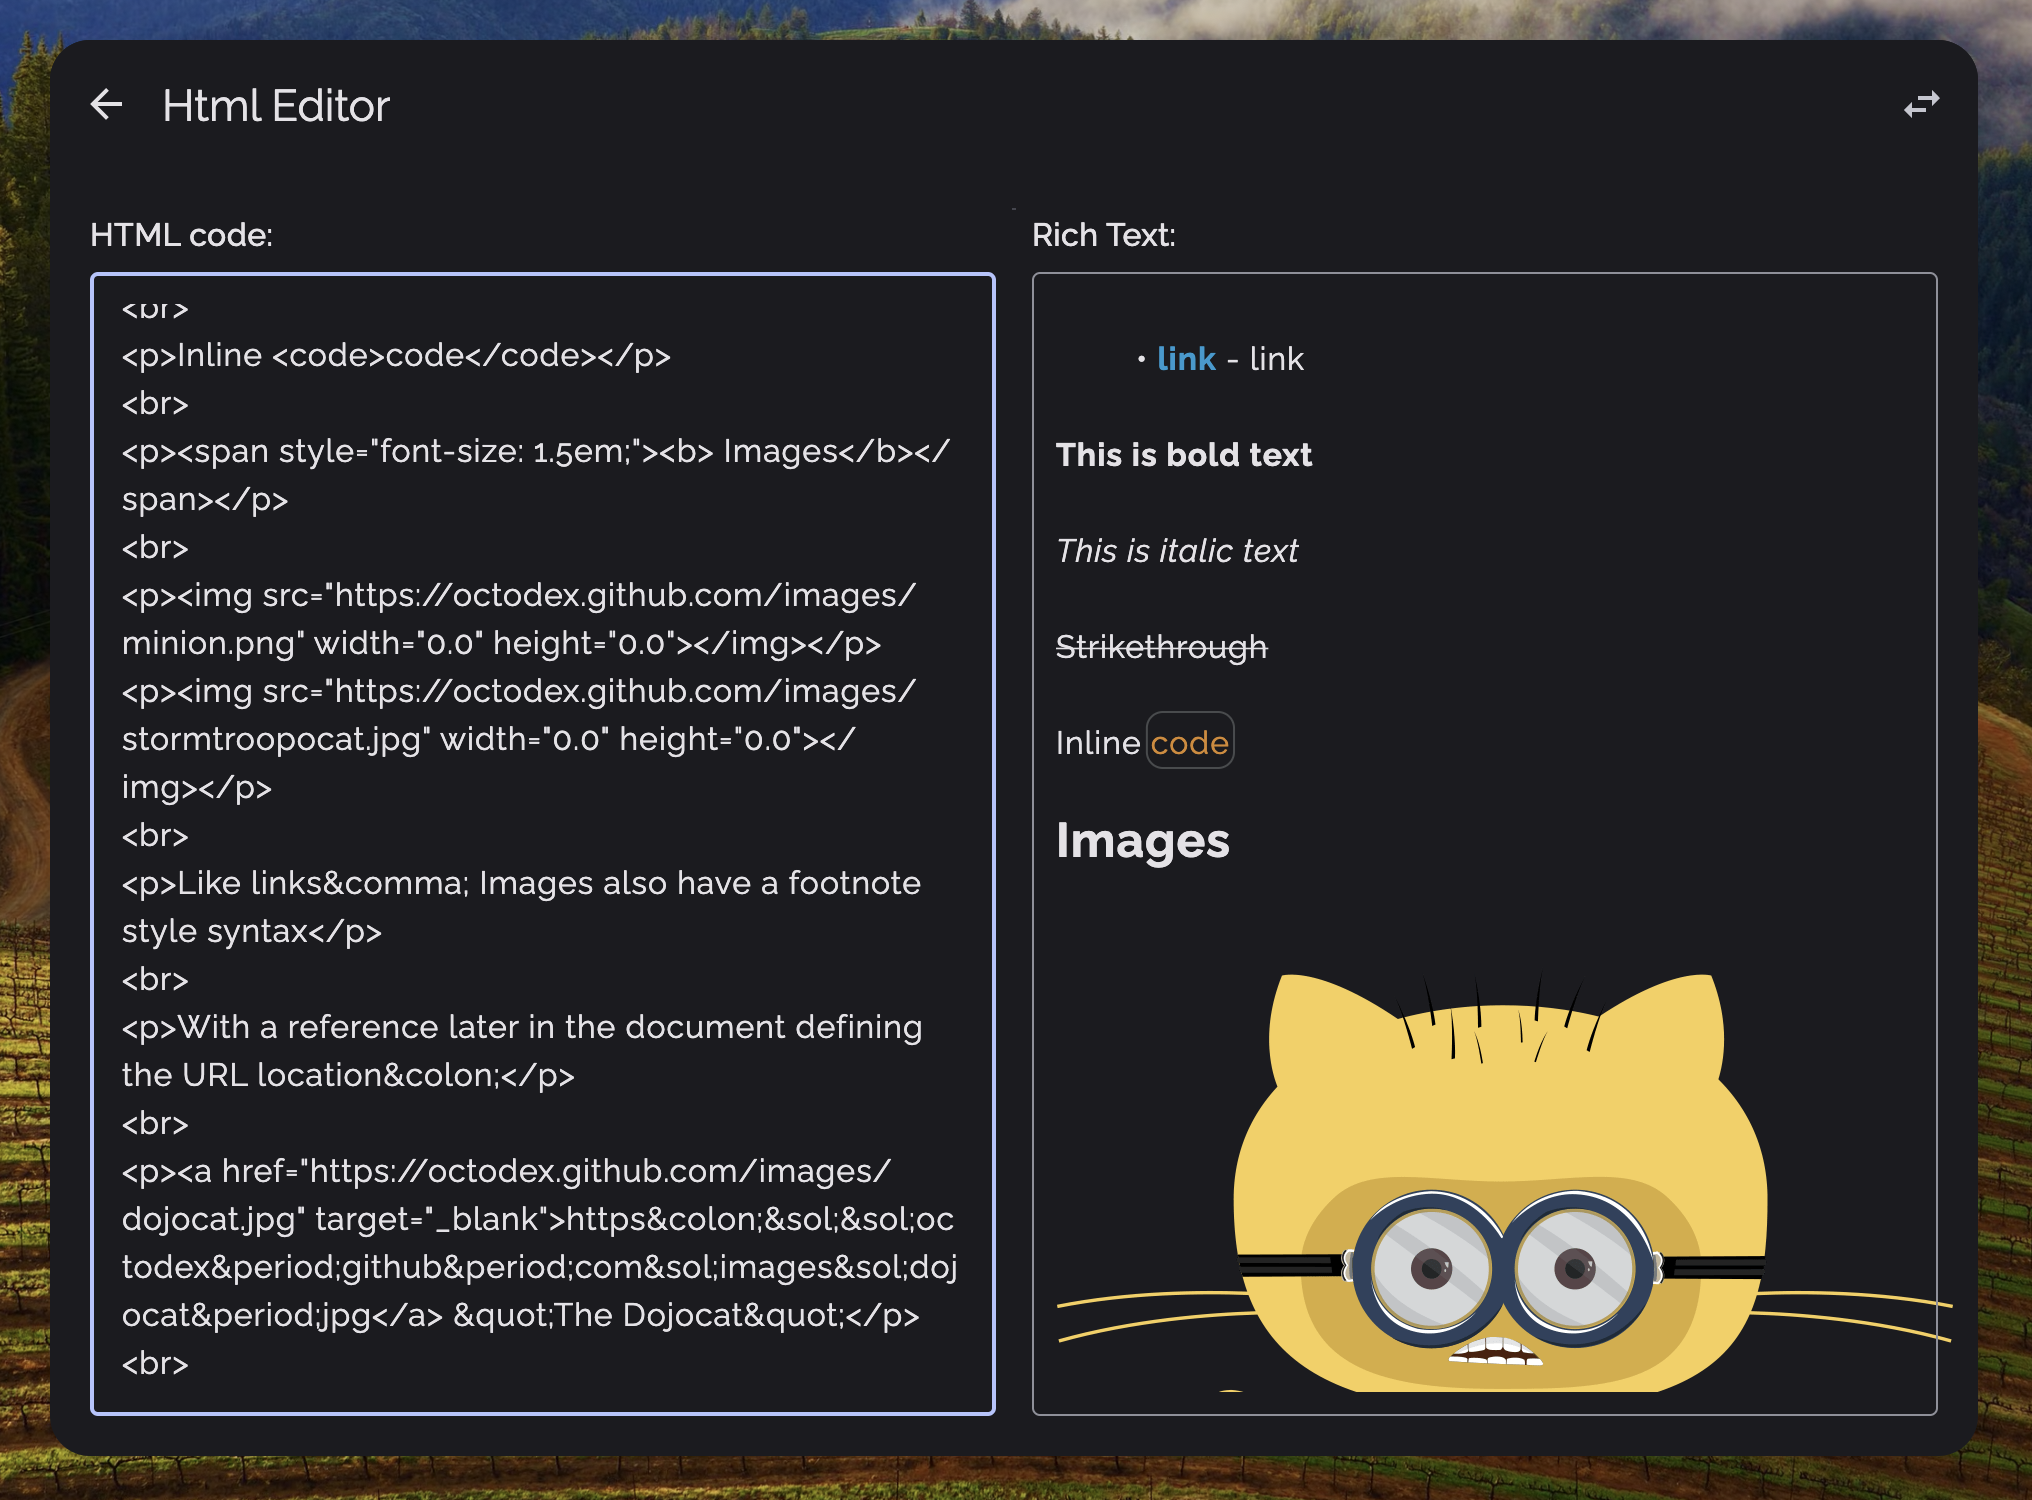 Html Editor
HTML code:
<br>
<p>Inline <code>code</code></p>
<br>
<p><span style="font-size: 1.5em;"><b> Images</b></
span></p>
<br>
<p><img src="https://octodex.github.com/images/
minion.png" width="0.0" height="0.0"></img></p>
<p><img src="https://octodex.github.com/images/
stormtroopocat.jpg" width="0.0" height="0.0"></
img></p>
<br>
<p>Like links&comma; Images also have a footnote
style syntax</p>
<br>
<p>With a reference later in the document defining
the URL location&colon;</p>
<br>
<p><a href="https://octodex.github.com/images/
dojocat.jpg" target="_blank">https&colon;&sol;&sol;oc
todex&period;github&period;com&sol;images&sol;doj
ocat&period;jpg</a> &quot;The Dojocat&quot;</p>
<br>
Rich Text:
• link - link
This is bold text
This is italic text
Strikethrough
Inline code
Images